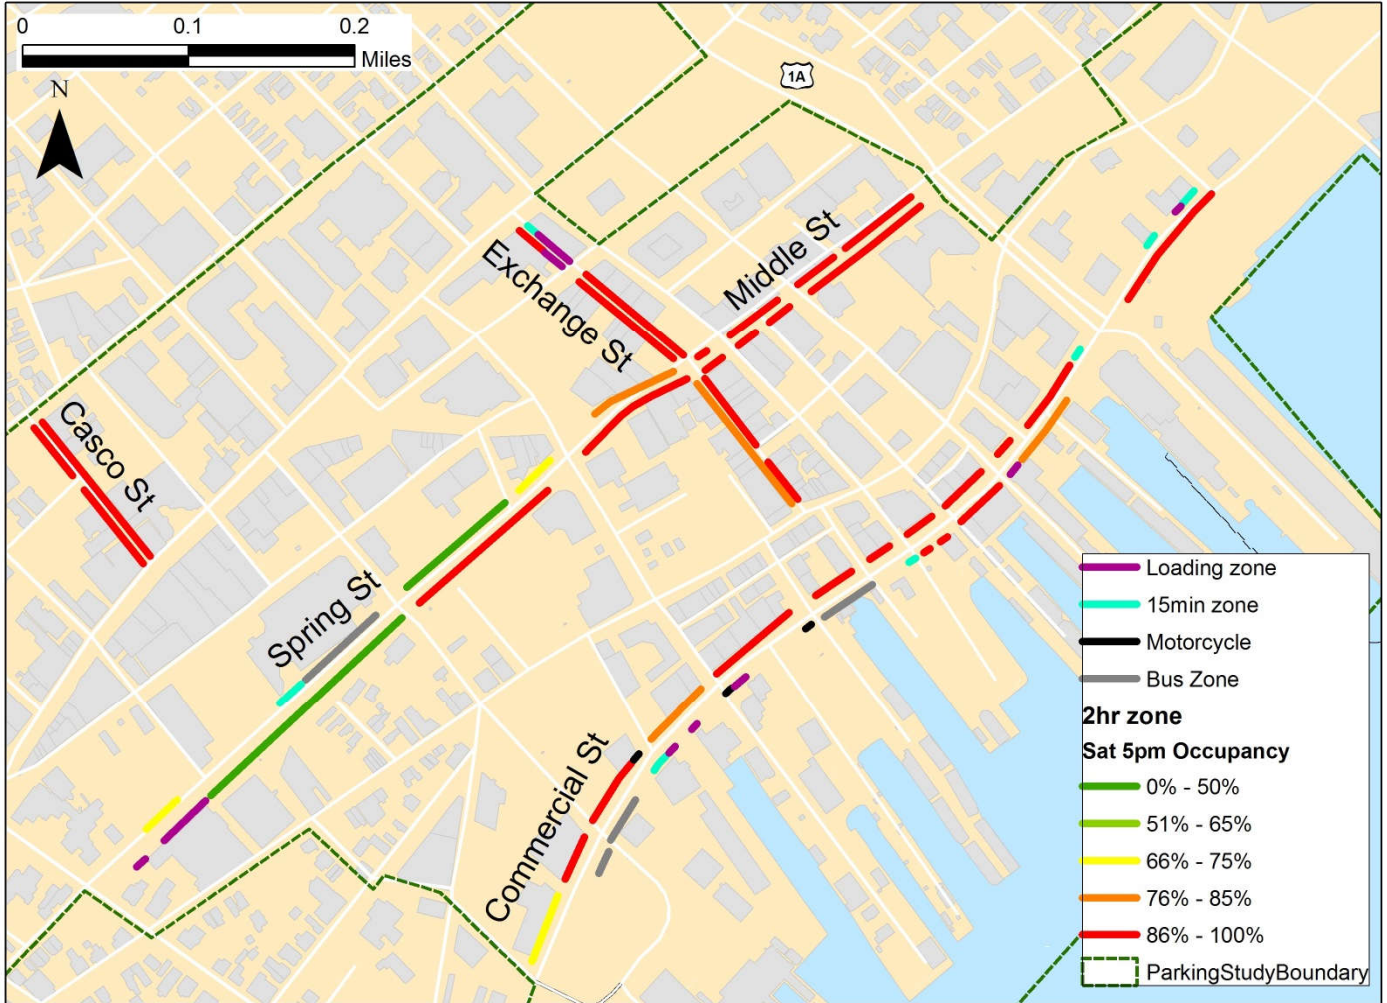 0 0.1 0.2
Miles
N
1A
Middle St
Exchange St
Casco St
Spring St
Commercial St
Loading zone
15min zone
Motorcycle
Bus Zone
2hr zone
Sat 5pm Occupancy
0% - 50%
51% - 65%
66% - 75%
76% - 85%
86% - 100%
ParkingStudyBoundary